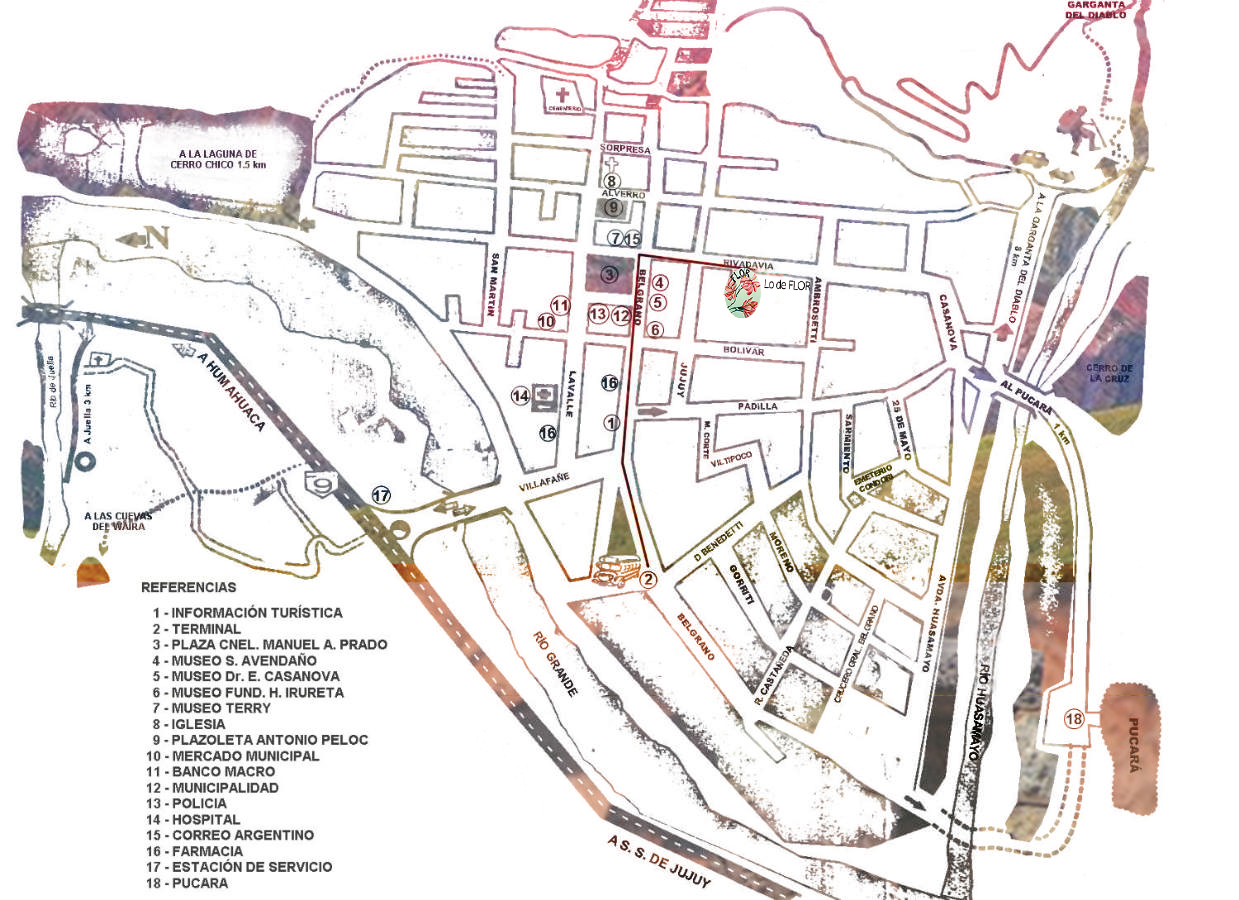 GARGANTA
DEL DIABLO
A LA LAGUNA DE
CERRO CHICO 1.5 km
CEMENTERIO
SORPRESA
8
ALVERRO
9
7
15
N
SAN MARTIN
3
BELGRANO
RIVADAVIA
FLOR
Lo de FLOR
4
5
6
11
10
13
12
AMBROSETTI
CASANOVA
A LA GARGANTA DEL DIABLO
8 km
CERRO DE
LA CRUZ
AL PUCARA
1 km
BOLIVAR
JUJUY
PADILLA
LAVALLE
16
14
16
1
M. CORTE
VILTIPOCO
SARMIENTO
25 DE MAYO
EMETERIO
CONDORI
A HUMAHUACA
Rio de Juella
A Juella 3 km
9
17
VILLAFAÑE
A LAS CUEVAS
DEL WAIRA
D BENEDETTI
MORENO
GORRITI
2
BELGRANO
R. CASTAÑEDA
CRUCERO GRAL. BELGRANO
AVDA. HUASAMAYO
RÍO GRANDE
RÍO HUASAMAYO
18
PUCARÁ
A S. S. DE JUJUY
REFERENCIAS
1 - INFORMACIÓN TURÍSTICA
2 - TERMINAL
3 - PLAZA CNEL. MANUEL A. PRADO
4 - MUSEO S. AVENDAÑO
5 - MUSEO Dr. E. CASANOVA
6 - MUSEO FUND. H. IRURETA
7 - MUSEO TERRY
8 - IGLESIA
9 - PLAZOLETA ANTONIO PELOC
10 - MERCADO MUNICIPAL
11 - BANCO MACRO
12 - MUNICIPALIDAD
13 - POLICIA
14 - HOSPITAL
15 - CORREO ARGENTINO
16 - FARMACIA
17 - ESTACIÓN DE SERVICIO
18 - PUCARA